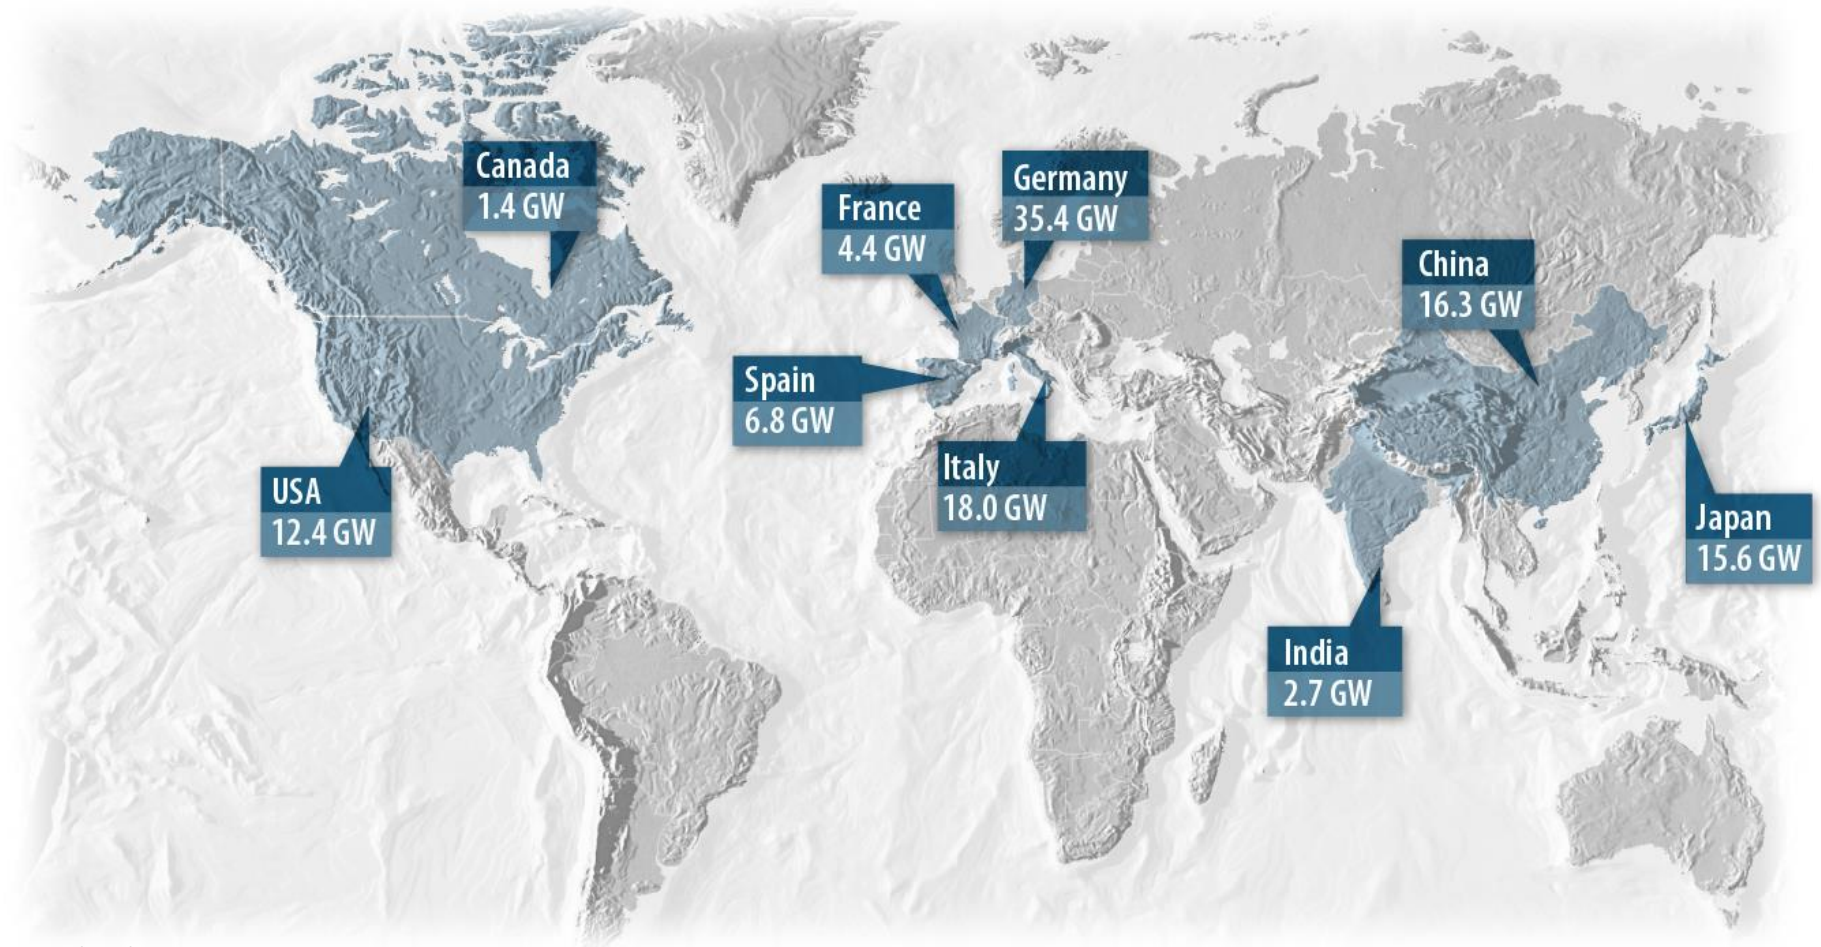 Canada
1.4 GW
Germany
35.4 GW
France
4.4 GW
China
16.3 GW
Spain
6.8 GW
Italy
18.0 GW
USA
12.4 GW
Japan
15.6 GW
India
2.7 GW